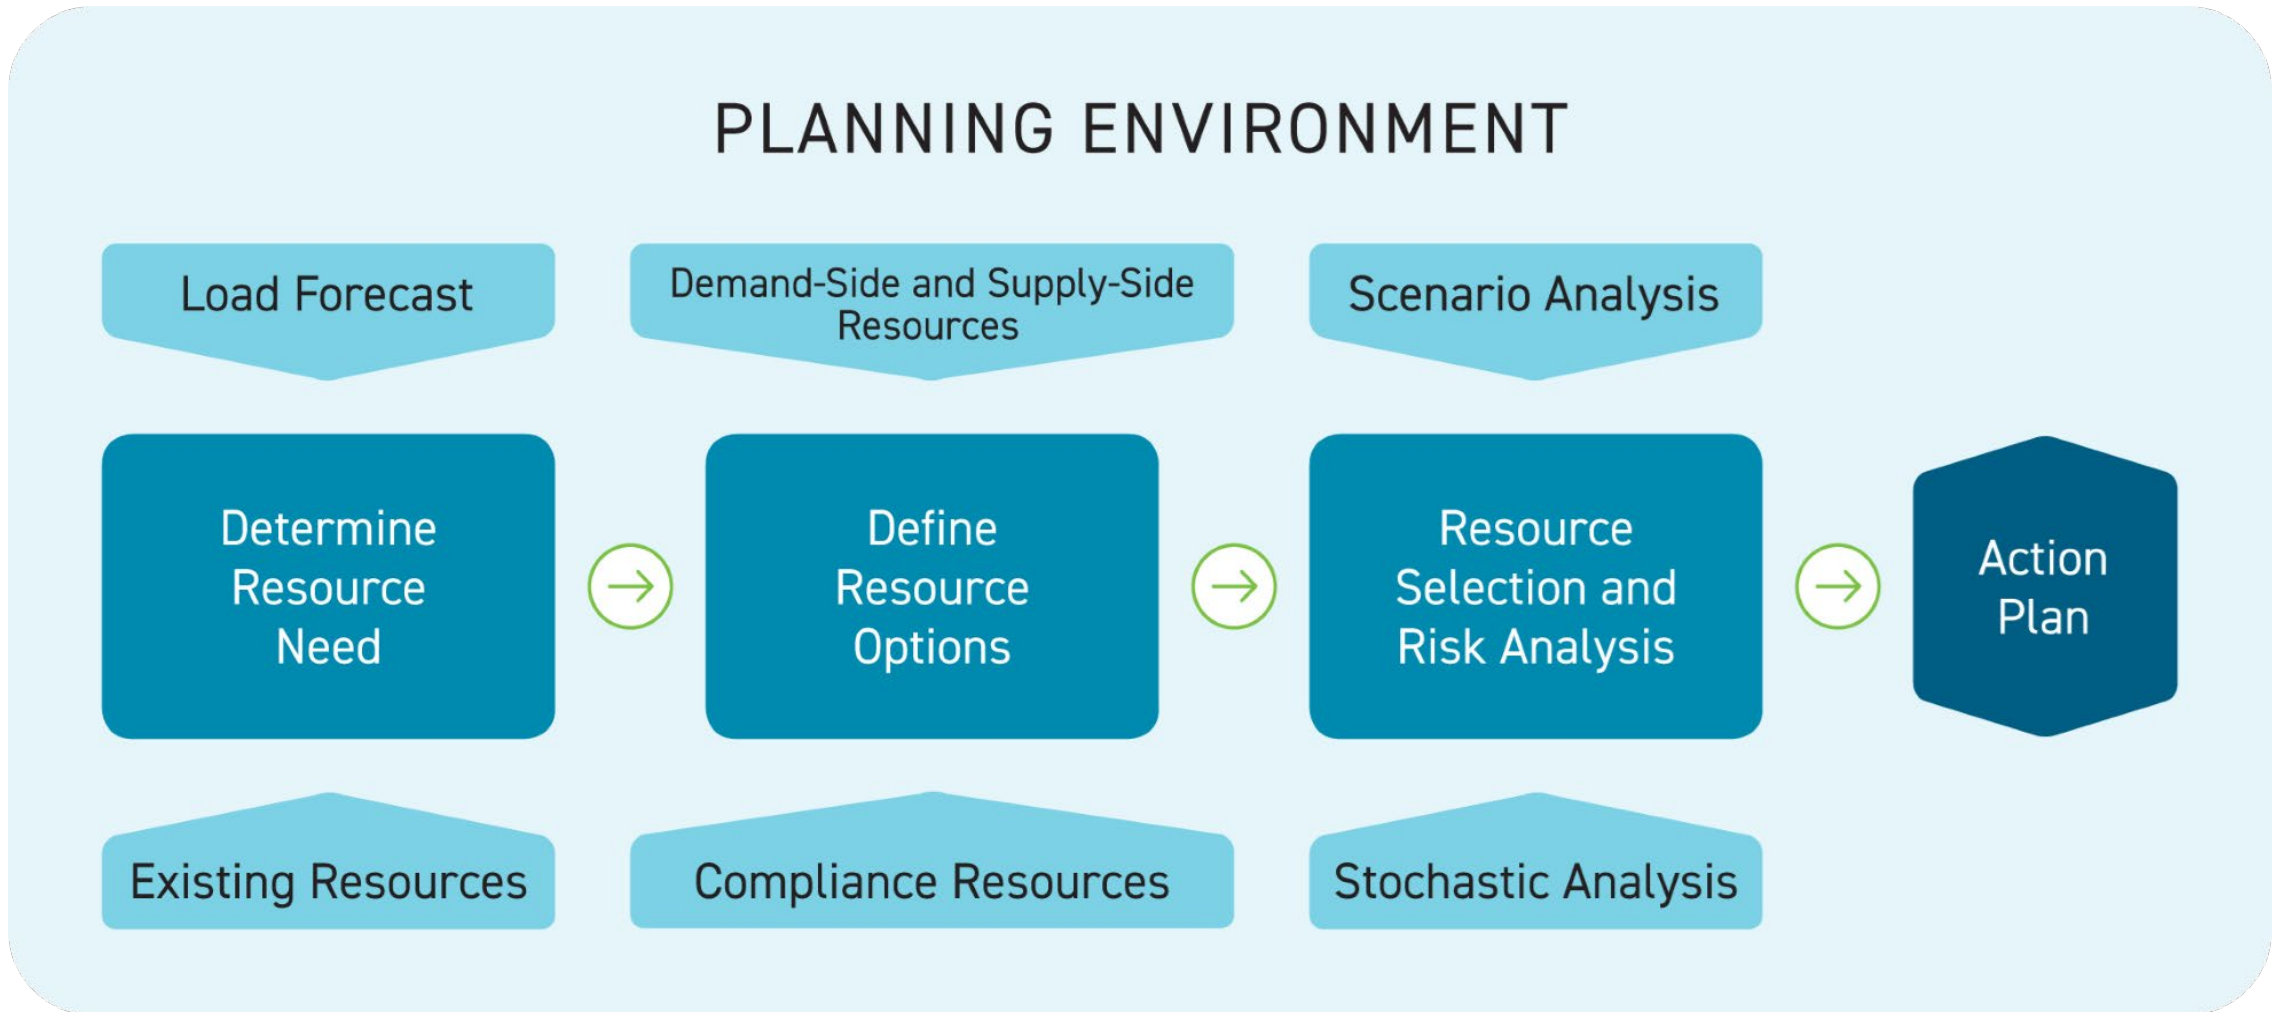 PLANNING ENVIRONMENT
Load Forecast
Demand-Side and Supply-Side
Resources
Scenario Analysis
Determine
Resource
Need
Define
Resource
Options
Resource
Selection and
Risk Analysis
Action
Plan
Existing Resources
Compliance Resources
Stochastic Analysis